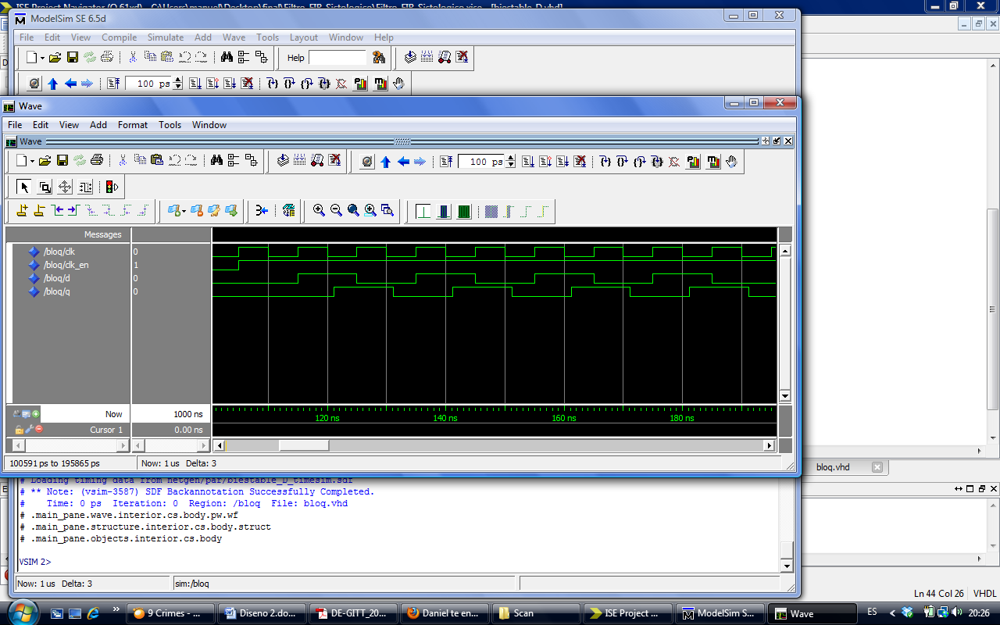 ISE Project Navigator (O.61xd) - C:\Users\manuel\Desktop\final\Filtro_FIR_Sistologico\Filtro_FIR_Sistologico.xise - [biestable_D.vhd]
ModelSim SE 6.5d
File Edit View Compile Simulate Add Wave Tools Layout Window Help
Help
100 ps
Wave
File Edit View Add Format Tools Window
Wave
100 ps
Messages
/bloq/clk 0
/bloq/clk_en 1
/bloq/d 0
/bloq/q 0
Now 1000 ns
120 ns 140 ns 160 ns 180 ns
Cursor 1 0.00 ns
100591 ps to 195865 ps Now: 1 us Delta: 3
bloq.vhd
# Loading timing data from netgen/par/biestable_D_timesim.sdf
# ** Note: (vsim-3587) SDF Backannotation Successfully Completed.
# Time: 0 ps Iteration: 0 Region: /bloq File: bloq.vhd
# .main_pane.wave.interior.cs.body.pw.wf
# .main_pane.structure.interior.cs.body.struct
# .main_pane.objects.interior.cs.body
VSIM 2>
Now: 1 us Delta: 3 sim:/bloq
Ln 44 Col 26 VHDL
9 Crimes - ... Diseno 2.do... DE-GITT_20... Daniel te en... Scan ISE Project ... ModelSim S... Wave ES 20:26